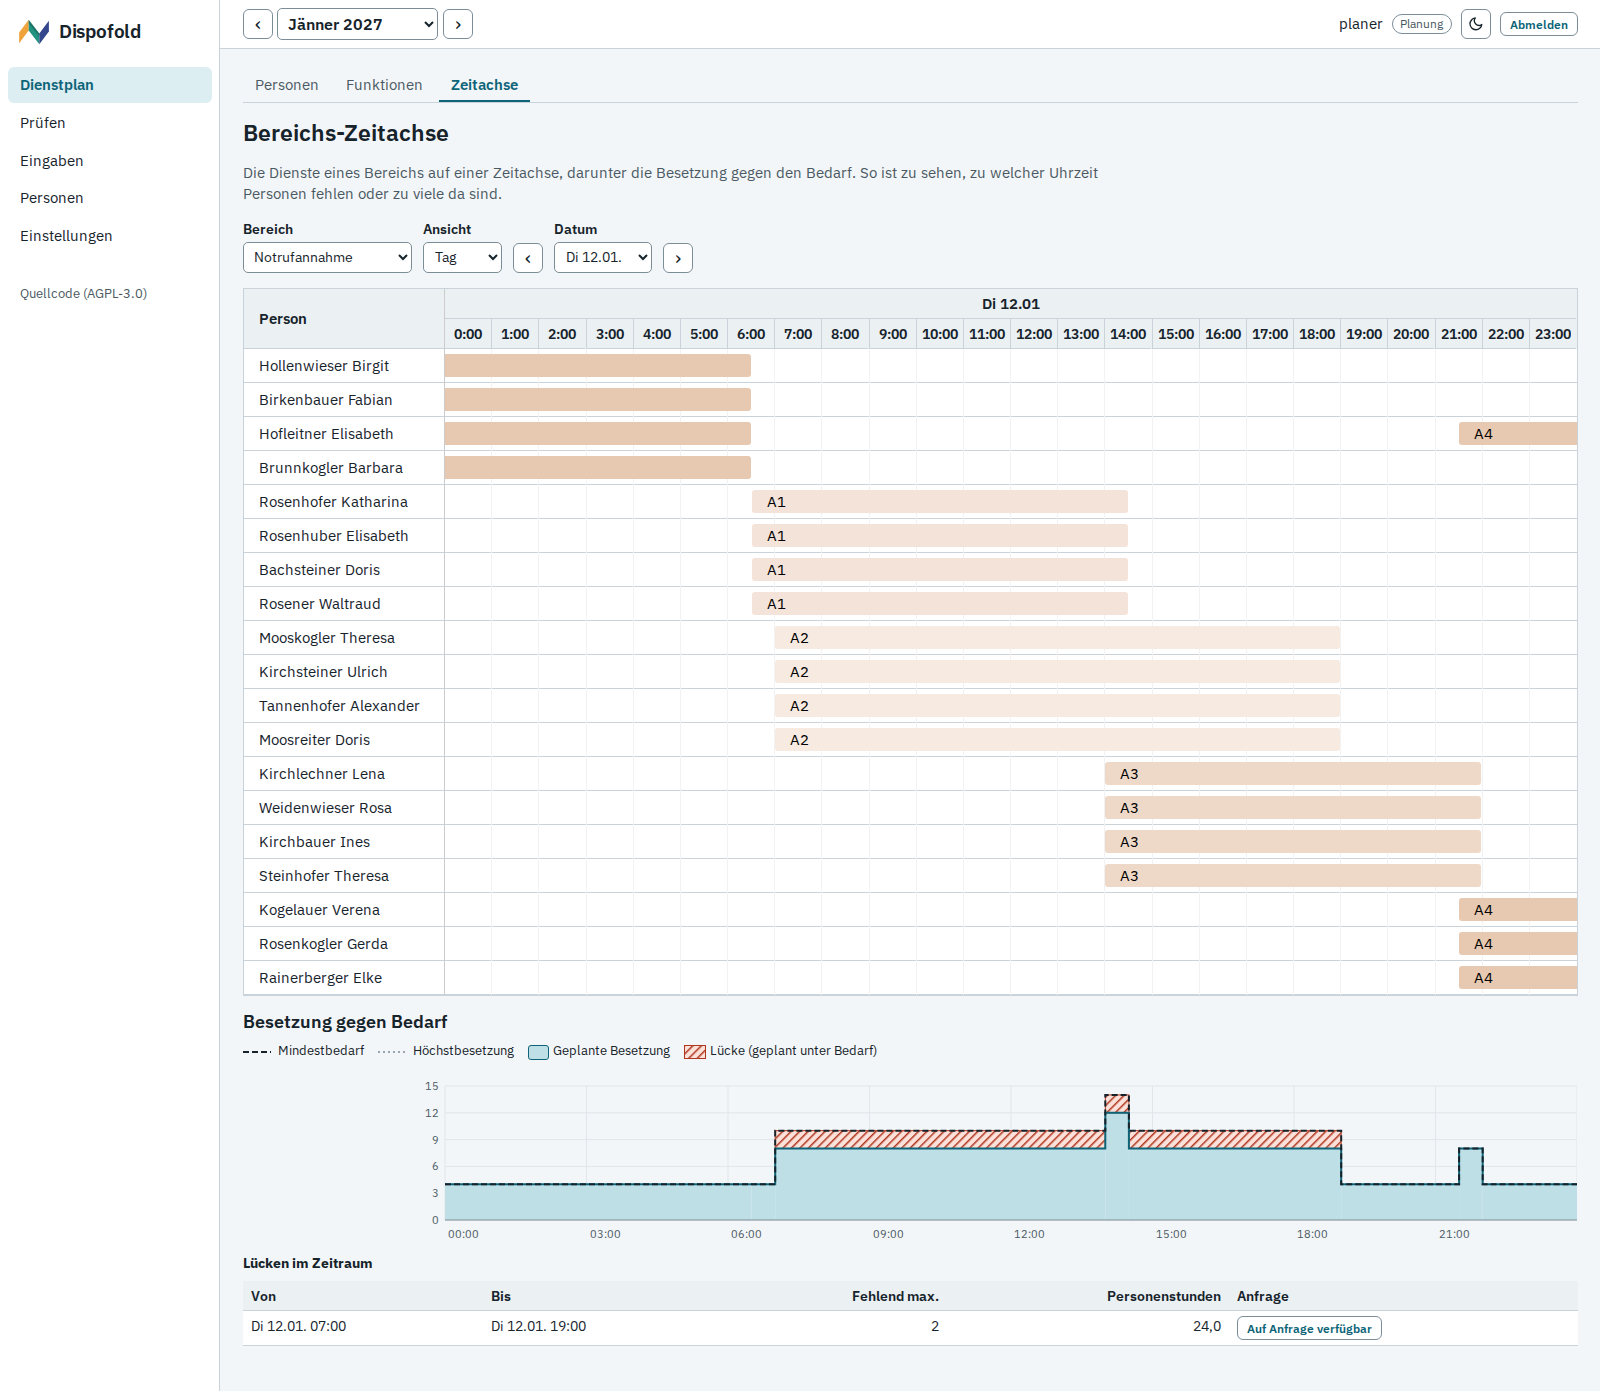 Dispofold
Dienstplan
Prüfen
Eingaben
Personen
Einstellungen
Quellcode (AGPL-3.0)
‹ Jänner 2027 ›
planer Planung Abmelden
Personen Funktionen Zeitachse
Bereichs-Zeitachse
Die Dienste eines Bereichs auf einer Zeitachse, darunter die Besetzung gegen den Bedarf. So ist zu sehen, zu welcher Uhrzeit
Personen fehlen oder zu viele da sind.
Bereich Ansicht Datum
Notrufannahme Tag ‹ Di 12.01. ›
Person Di 12.01
0:00 1:00 2:00 3:00 4:00 5:00 6:00 7:00 8:00 9:00 10:00 11:00 12:00 13:00 14:00 15:00 16:00 17:00 18:00 19:00 20:00 21:00 22:00 23:00
Hollenwieser Birgit
Birkenbauer Fabian
Hofleitner Elisabeth A4
Brunnkogler Barbara
Rosenhofer Katharina A1
Rosenhuber Elisabeth A1
Bachsteiner Doris A1
Rosener Waltraud A1
Mooskogler Theresa A2
Kirchsteiner Ulrich A2
Tannenhofer Alexander A2
Moosreiter Doris A2
Kirchlechner Lena A3
Weidenwieser Rosa A3
Kirchbauer Ines A3
Steinhofer Theresa A3
Kogelauer Verena A4
Rosenkogler Gerda A4
Rainerberger Elke A4
Besetzung gegen Bedarf
Mindestbedarf Höchstbesetzung Geplante Besetzung Lücke (geplant unter Bedarf)
15
12
9
6
3
0
00:00 03:00 06:00 09:00 12:00 15:00 18:00 21:00
Lücken im Zeitraum
Von Bis Fehlend max. Personenstunden Anfrage
Di 12.01. 07:00 Di 12.01. 19:00 2 24,0 Auf Anfrage verfügbar